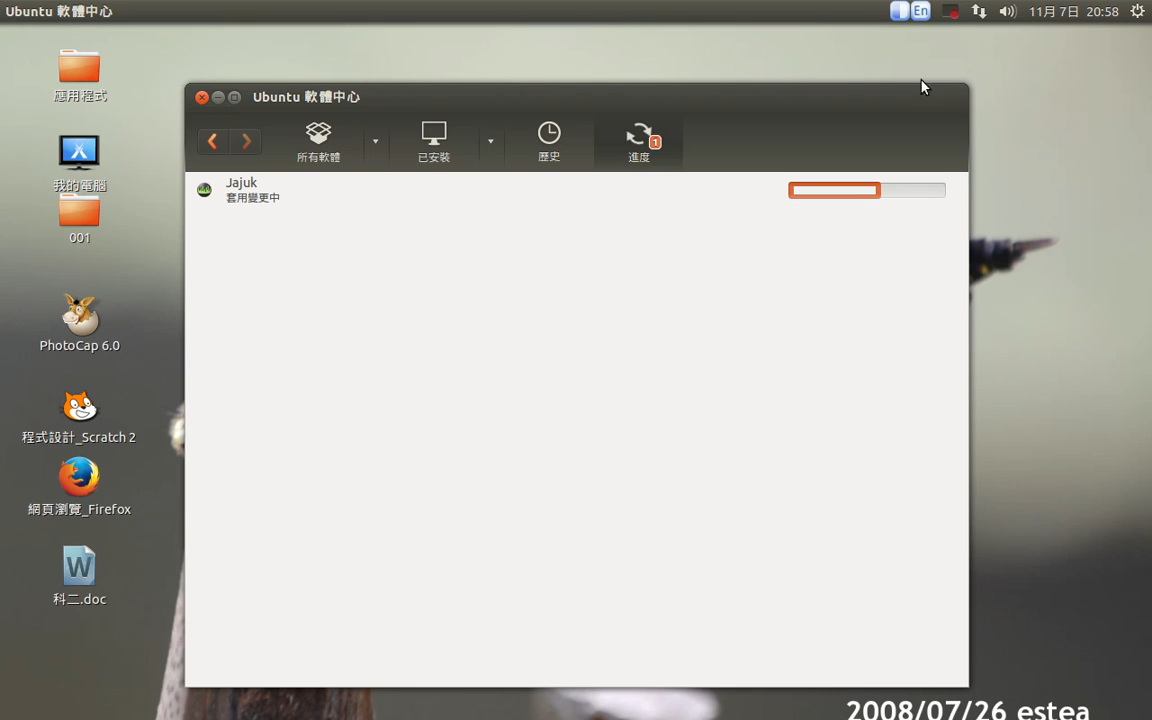 Ubuntu 軟體中心
En
11月 7日 20:58
應用程式
我的電腦
001
PhotoCap 6.0
程式設計_Scratch 2
網頁瀏覽_Firefox
W
科二.doc
Ubuntu 軟體中心
所有軟體
已安裝
歷史
進度
1
Jajuk
套用變更中
2008/07/26 estea